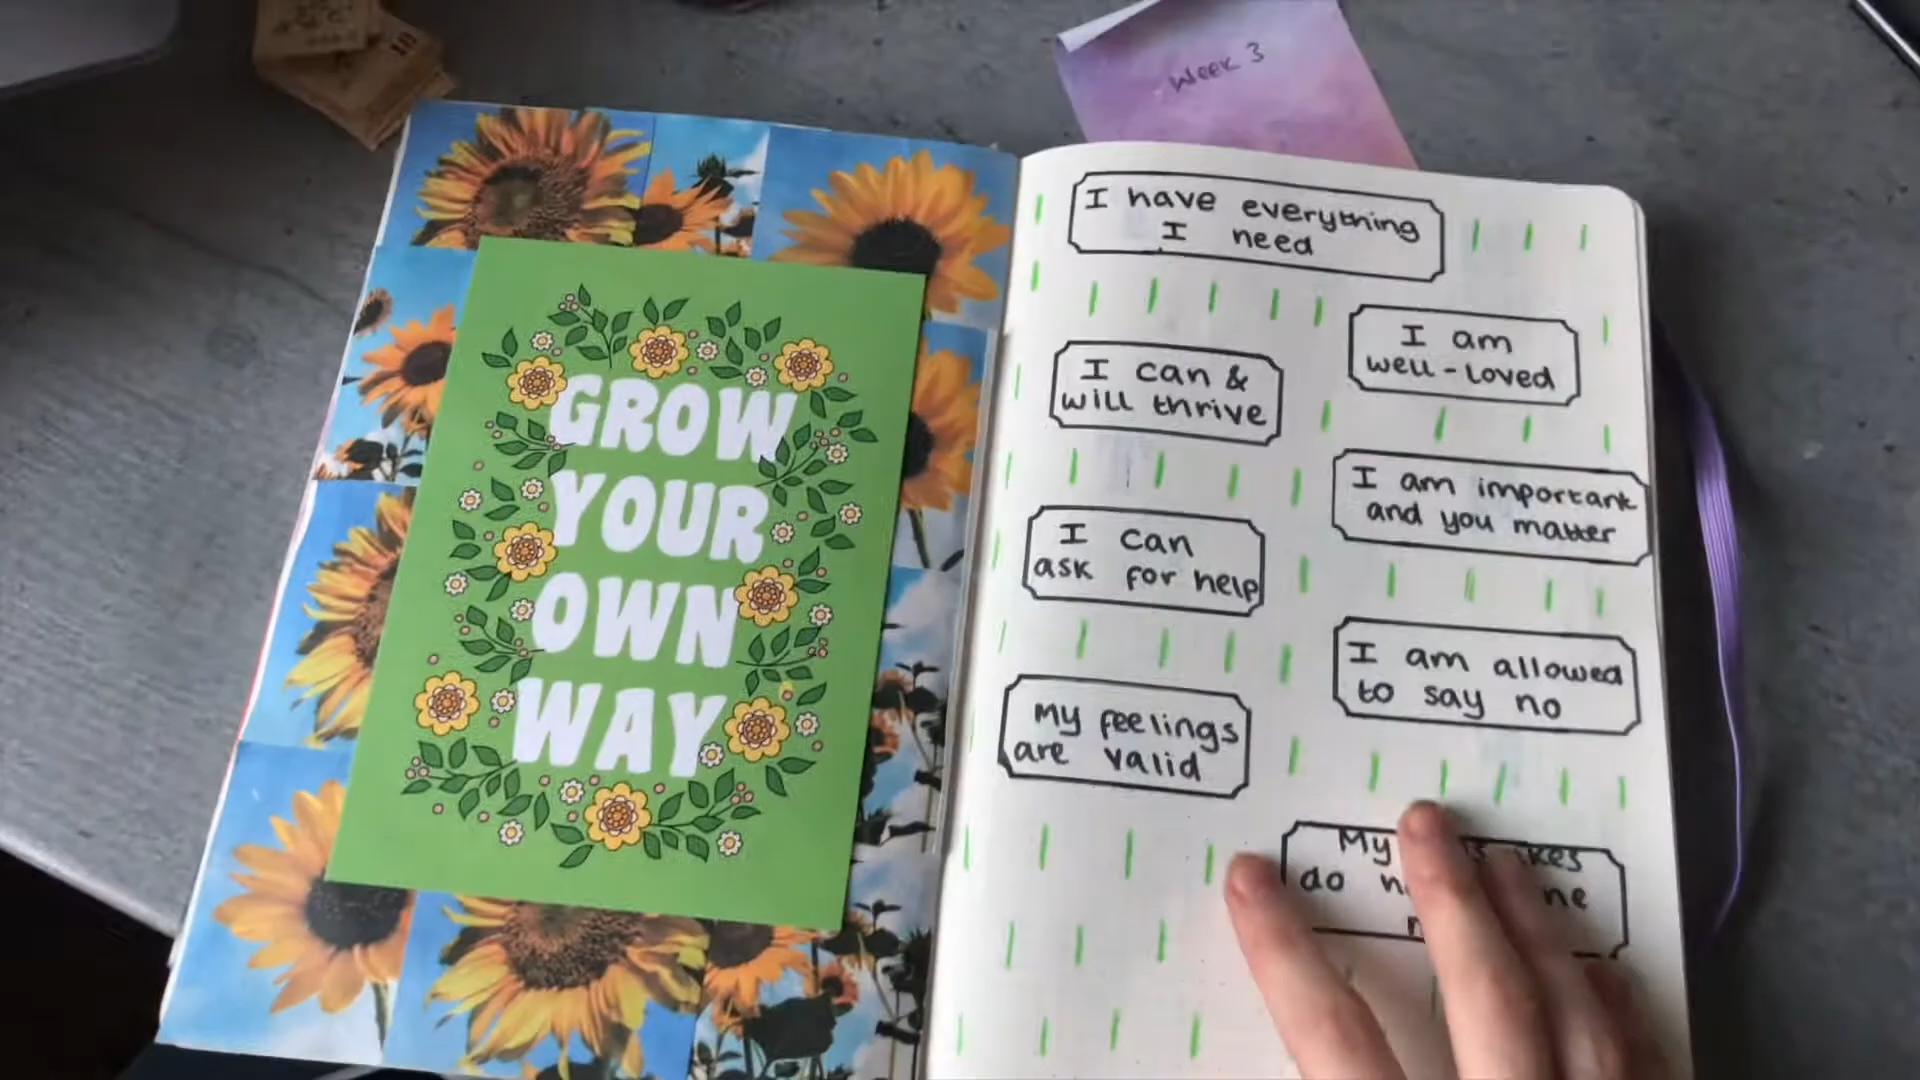 Week 3
GROW
YOUR
OWN
WAY
I have everything
I need
I am
well-loved
I can &
will thrive
I am important
and you matter
I can
ask for help
I am allowed
to say no
My feelings
are valid
My
do
10